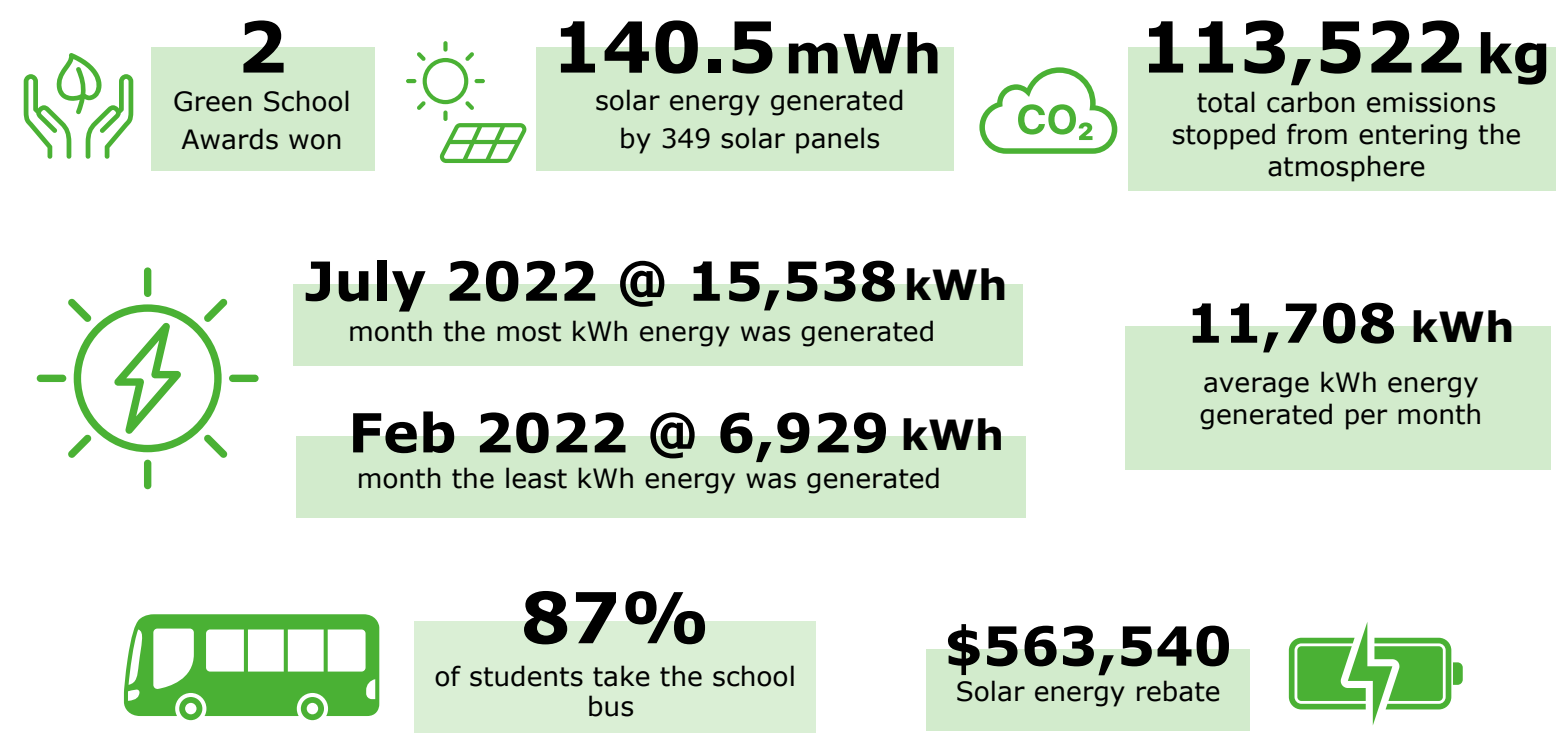 2
Green School
Awards won
140.5 mWh
solar energy generated
by 349 solar panels
CO₂
113,522 kg
total carbon emissions
stopped from entering the
atmosphere
July 2022 @ 15,538 kWh
month the most kWh energy was generated
Feb 2022 @ 6,929 kWh
month the least kWh energy was generated
11,708 kWh
average kWh energy
generated per month
87%
of students take the school
bus
$563,540
Solar energy rebate